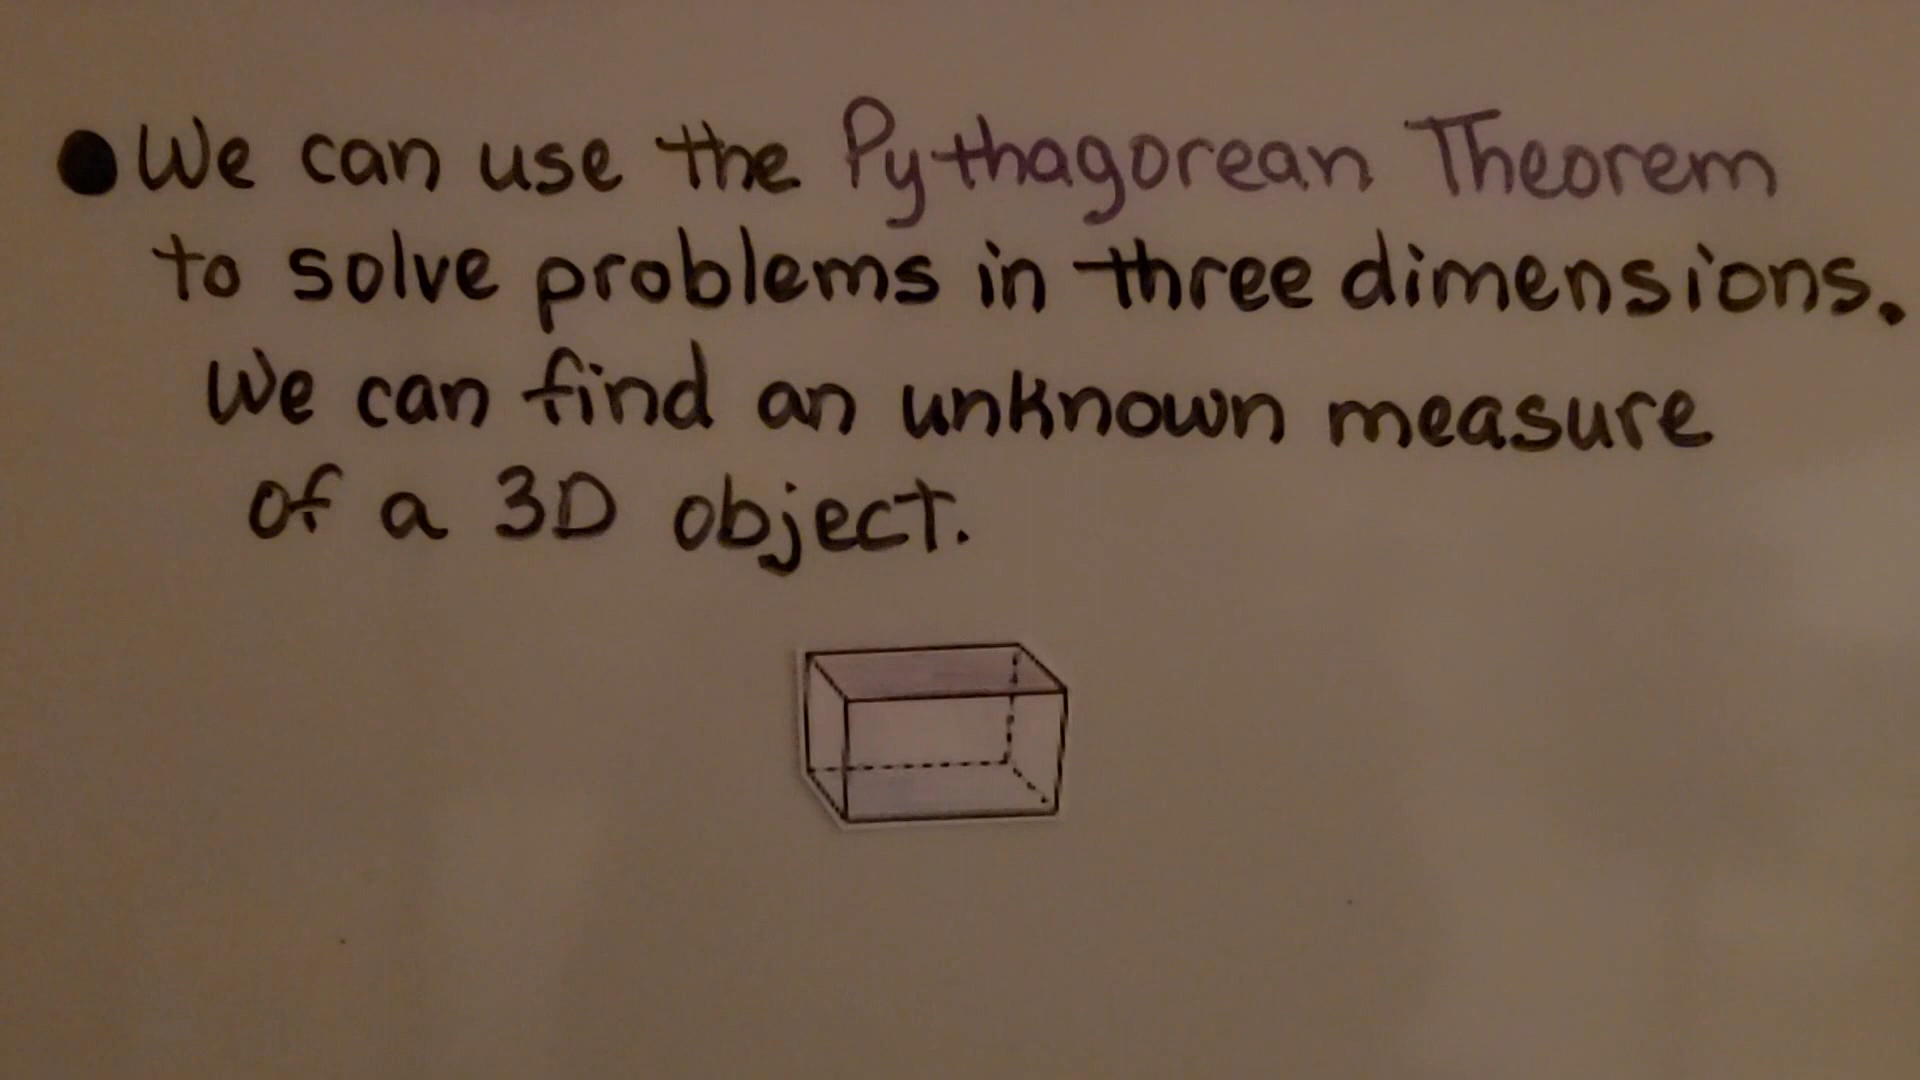 We can use the Pythagorean Theorem
to solve problems in three dimensions.
We can find an unknown measure
of a 3D object.